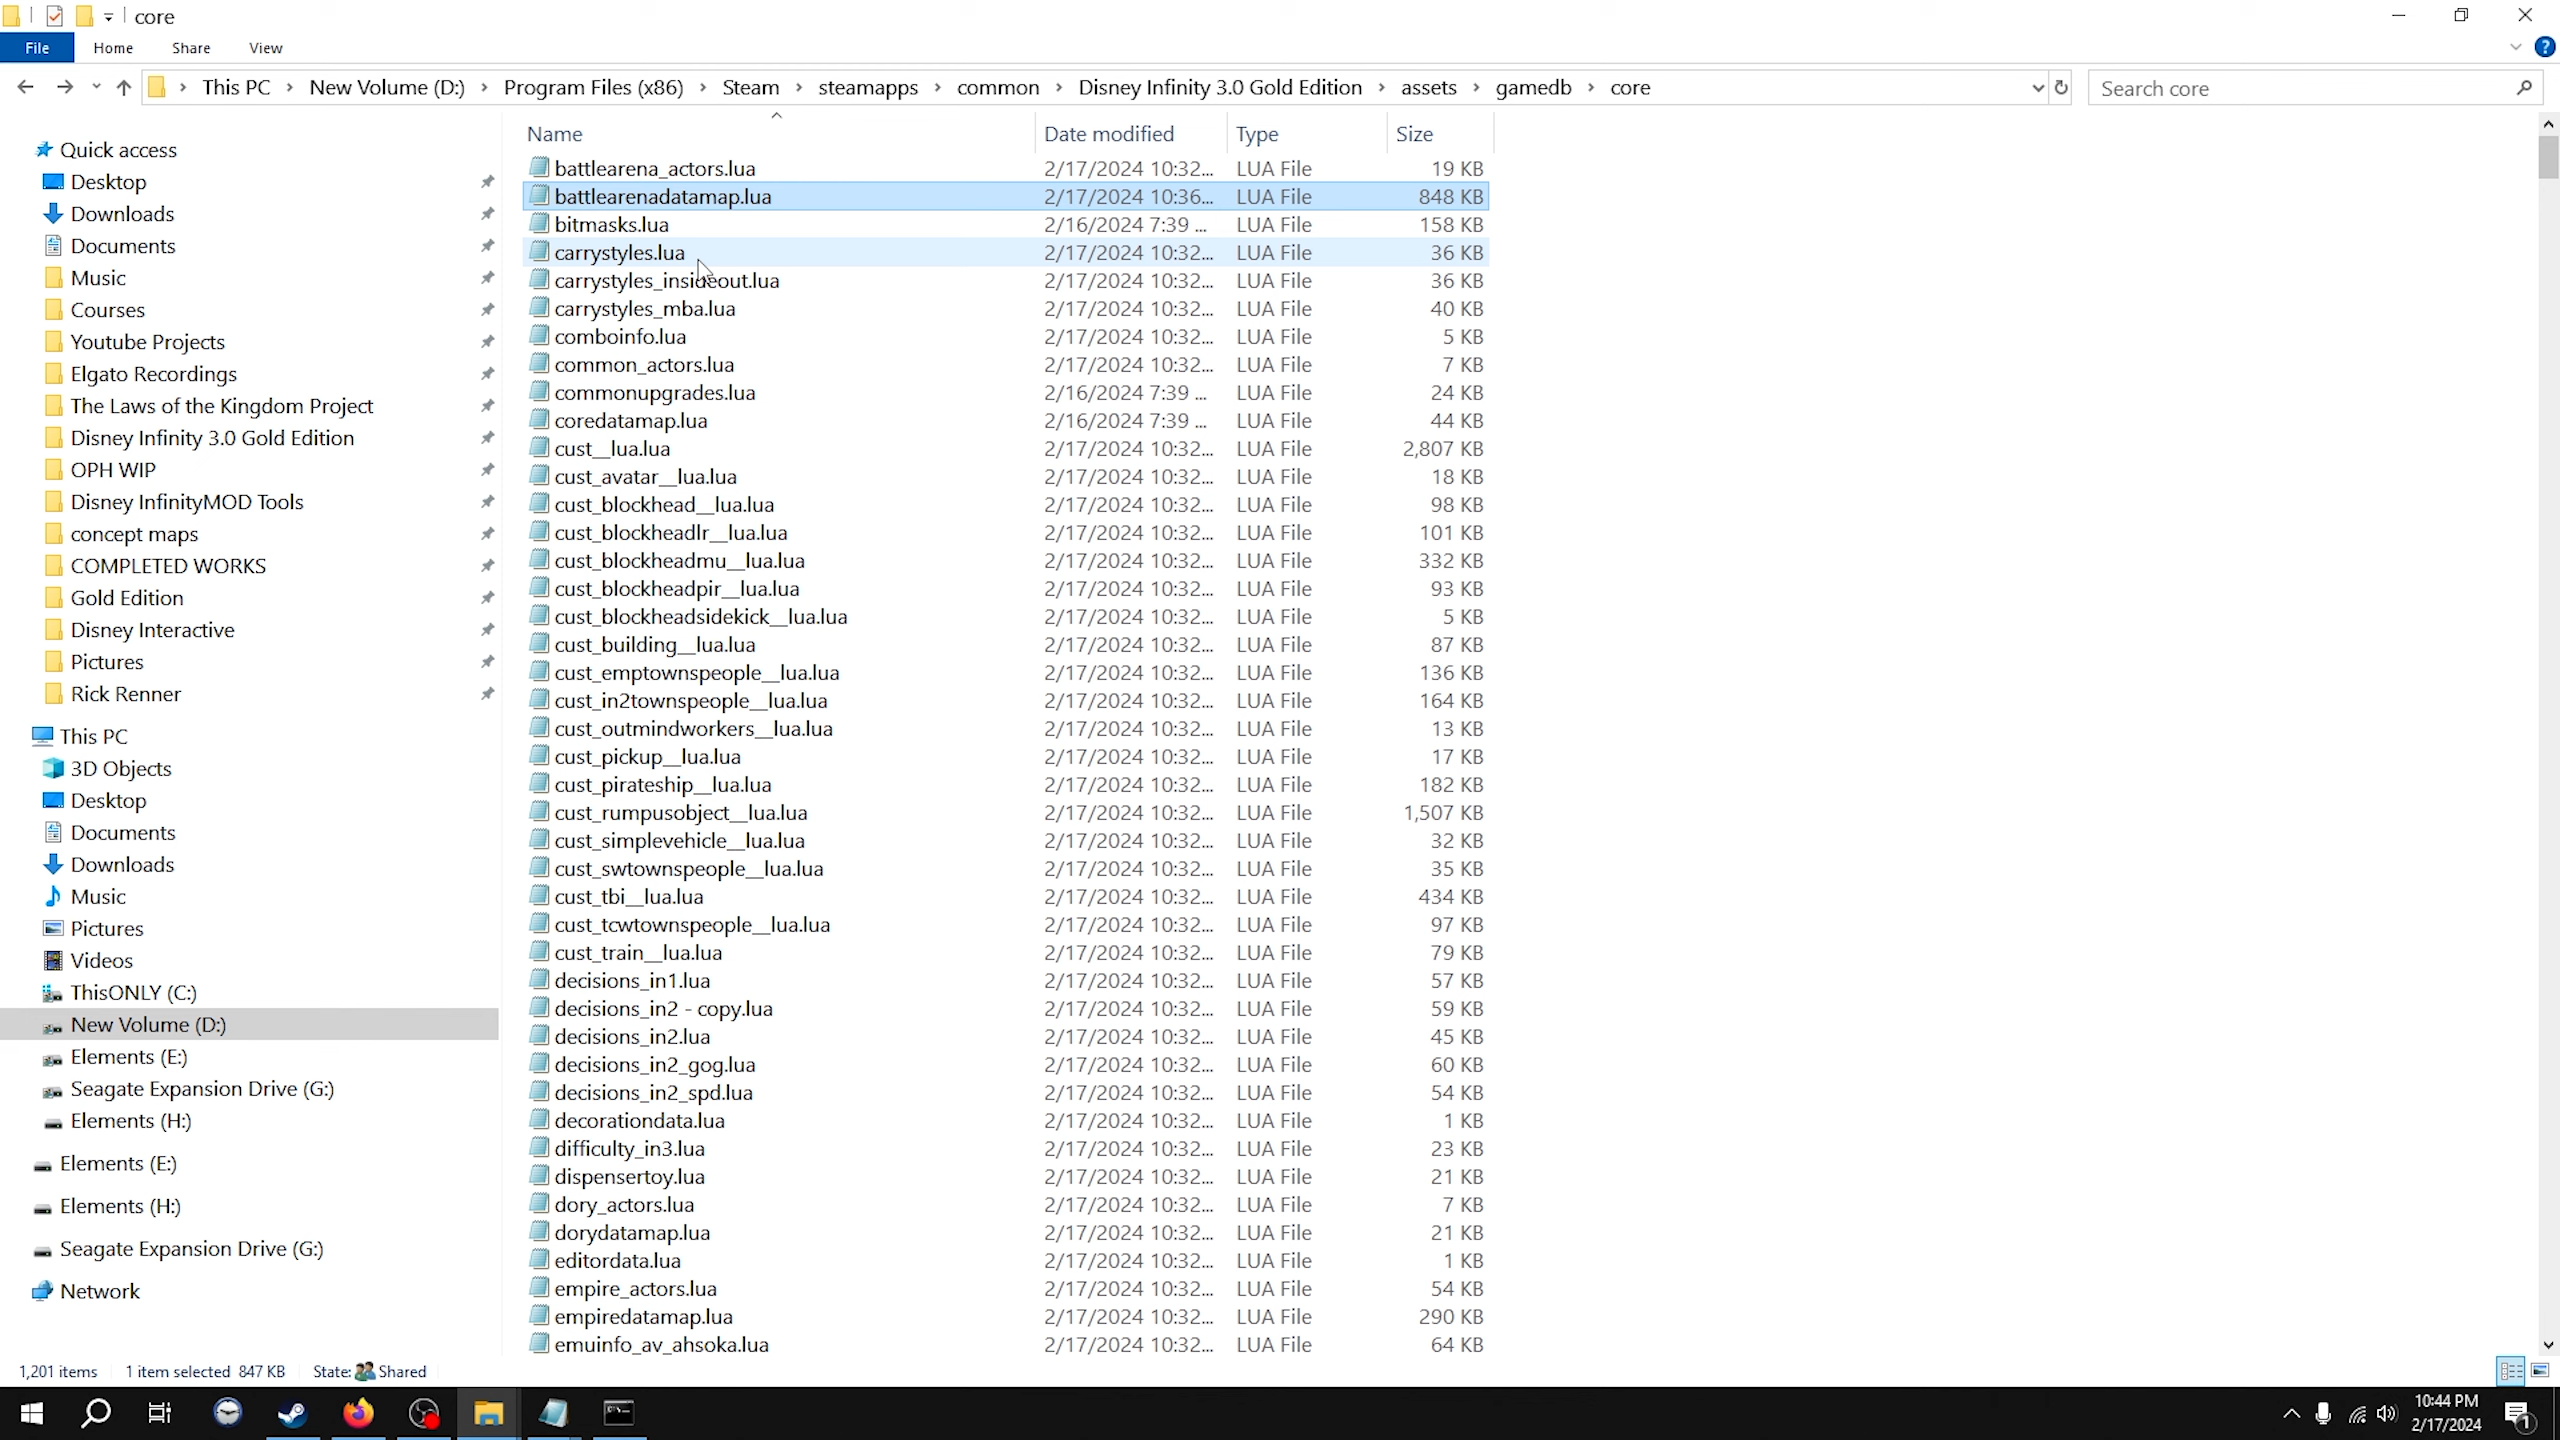 core
File Home Share View
This PC New Volume (D:) Program Files (x86) Steam steamapps common Disney Infinity 3.0 Gold Edition assets gamedb core
Search core
Quick access
Desktop
Downloads
Documents
Music
Courses
Youtube Projects
Elgato Recordings
The Laws of the Kingdom Project
Disney Infinity 3.0 Gold Edition
OPH WIP
Disney InfinityMOD Tools
concept maps
COMPLETED WORKS
Gold Edition
Disney Interactive
Pictures
Rick Renner
This PC
3D Objects
Desktop
Documents
Downloads
Music
Pictures
Videos
ThisONLY (C:)
New Volume (D:)
Elements (E:)
Seagate Expansion Drive (G:)
Elements (H:)
Elements (E:)
Elements (H:)
Seagate Expansion Drive (G:)
Network
Name Date modified Type Size
battlearena_actors.lua 2/17/2024 10:32... LUA File 19 KB
battlearenadatamap.lua 2/17/2024 10:36... LUA File 848 KB
bitmasks.lua 2/16/2024 7:39 ... LUA File 158 KB
carrystyles.lua 2/17/2024 10:32... LUA File 36 KB
carrystyles_insideout.lua 2/17/2024 10:32... LUA File 36 KB
carrystyles_mba.lua 2/17/2024 10:32... LUA File 40 KB
comboinfo.lua 2/17/2024 10:32... LUA File 5 KB
common_actors.lua 2/17/2024 10:32... LUA File 7 KB
commonupgrades.lua 2/16/2024 7:39 ... LUA File 24 KB
coredatamap.lua 2/16/2024 7:39 ... LUA File 44 KB
cust__lua.lua 2/17/2024 10:32... LUA File 2,807 KB
cust_avatar__lua.lua 2/17/2024 10:32... LUA File 18 KB
cust_blockhead__lua.lua 2/17/2024 10:32... LUA File 98 KB
cust_blockheadlr__lua.lua 2/17/2024 10:32... LUA File 101 KB
cust_blockheadmu__lua.lua 2/17/2024 10:32... LUA File 332 KB
cust_blockheadpir__lua.lua 2/17/2024 10:32... LUA File 93 KB
cust_blockheadsidekick__lua.lua 2/17/2024 10:32... LUA File 5 KB
cust_building__lua.lua 2/17/2024 10:32... LUA File 87 KB
cust_emptownspeople__lua.lua 2/17/2024 10:32... LUA File 136 KB
cust_in2townspeople__lua.lua 2/17/2024 10:32... LUA File 164 KB
cust_outmindworkers__lua.lua 2/17/2024 10:32... LUA File 13 KB
cust_pickup__lua.lua 2/17/2024 10:32... LUA File 17 KB
cust_pirateship__lua.lua 2/17/2024 10:32... LUA File 182 KB
cust_rumpusobject__lua.lua 2/17/2024 10:32... LUA File 1,507 KB
cust_simplevehicle__lua.lua 2/17/2024 10:32... LUA File 32 KB
cust_swtownspeople__lua.lua 2/17/2024 10:32... LUA File 35 KB
cust_tbi__lua.lua 2/17/2024 10:32... LUA File 434 KB
cust_tcwtownspeople__lua.lua 2/17/2024 10:32... LUA File 97 KB
cust_train__lua.lua 2/17/2024 10:32... LUA File 79 KB
decisions_in1.lua 2/17/2024 10:32... LUA File 57 KB
decisions_in2 - copy.lua 2/17/2024 10:32... LUA File 59 KB
decisions_in2.lua 2/17/2024 10:32... LUA File 45 KB
decisions_in2_gog.lua 2/17/2024 10:32... LUA File 60 KB
decisions_in2_spd.lua 2/17/2024 10:32... LUA File 54 KB
decorationdata.lua 2/17/2024 10:32... LUA File 1 KB
difficulty_in3.lua 2/17/2024 10:32... LUA File 23 KB
dispensertoy.lua 2/17/2024 10:32... LUA File 21 KB
dory_actors.lua 2/17/2024 10:32... LUA File 7 KB
dorydatamap.lua 2/17/2024 10:32... LUA File 21 KB
editordata.lua 2/17/2024 10:32... LUA File 1 KB
empire_actors.lua 2/17/2024 10:32... LUA File 54 KB
empiredatamap.lua 2/17/2024 10:32... LUA File 290 KB
emuinfo_av_ahsoka.lua 2/17/2024 10:32... LUA File 64 KB
1,201 items 1 item selected 847 KB State: Shared
10:44 PM
2/17/2024
1